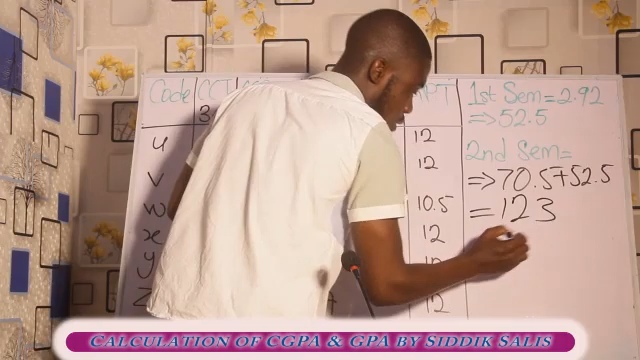 Code CCT PT 1st Sem=2.92
3 ⇒52.5
u 12 2nd Sem=
v 12 ⇒70.5+52.5
w 10.5 =123
x 12
y
Z 12
CALCULATION OF CGPA & GPA BY SIDDIK SALIS